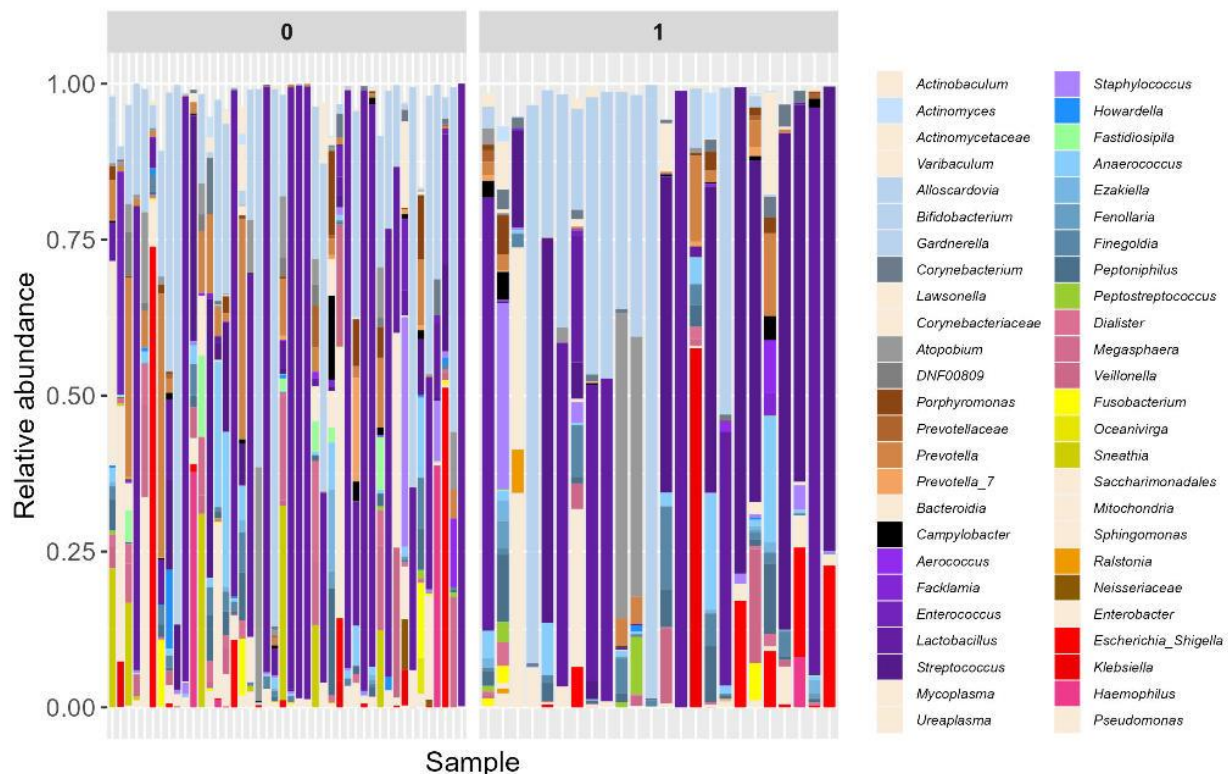 0
1
1.00
0.75
0.50
0.25
0.00
Relative abundance
Sample
Actinobaculum
Actinomyces
Actinomycetaceae
Varibaculum
Alloscardovia
Bifidobacterium
Gardnerella
Corynebacterium
Lawsonella
Corynebacteriaceae
Atopobium
DNF00809
Porphyromonas
Prevotellaceae
Prevotella
Prevotella_7
Bacteroidia
Campylobacter
Aerococcus
Facklamia
Enterococcus
Lactobacillus
Streptococcus
Mycoplasma
Ureaplasma
Staphylococcus
Howardella
Fastidiosipila
Anaerococcus
Ezakiella
Fenollaria
Finegoldia
Peptoniphilus
Peptostreptococcus
Dialister
Megasphaera
Veillonella
Fusobacterium
Oceanivirga
Sneathia
Saccharimonadales
Mitochondria
Sphingomonas
Ralstonia
Neisseriaceae
Enterobacter
Escherichia_Shigella
Klebsiella
Haemophilus
Pseudomonas